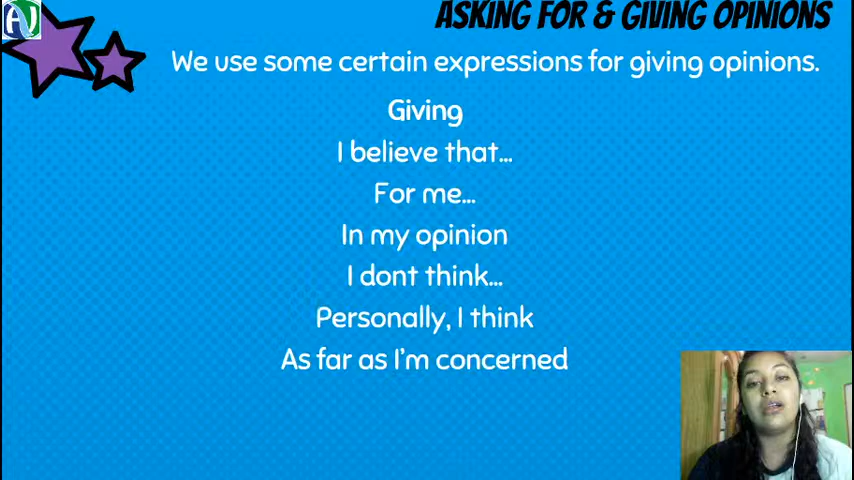 AJ
ASKING FOR & GIVING OPINIONS
We use some certain expressions for giving opinions.
Giving
I believe that...
For me...
In my opinion
I dont think...
Personally, I think
As far as I'm concerned